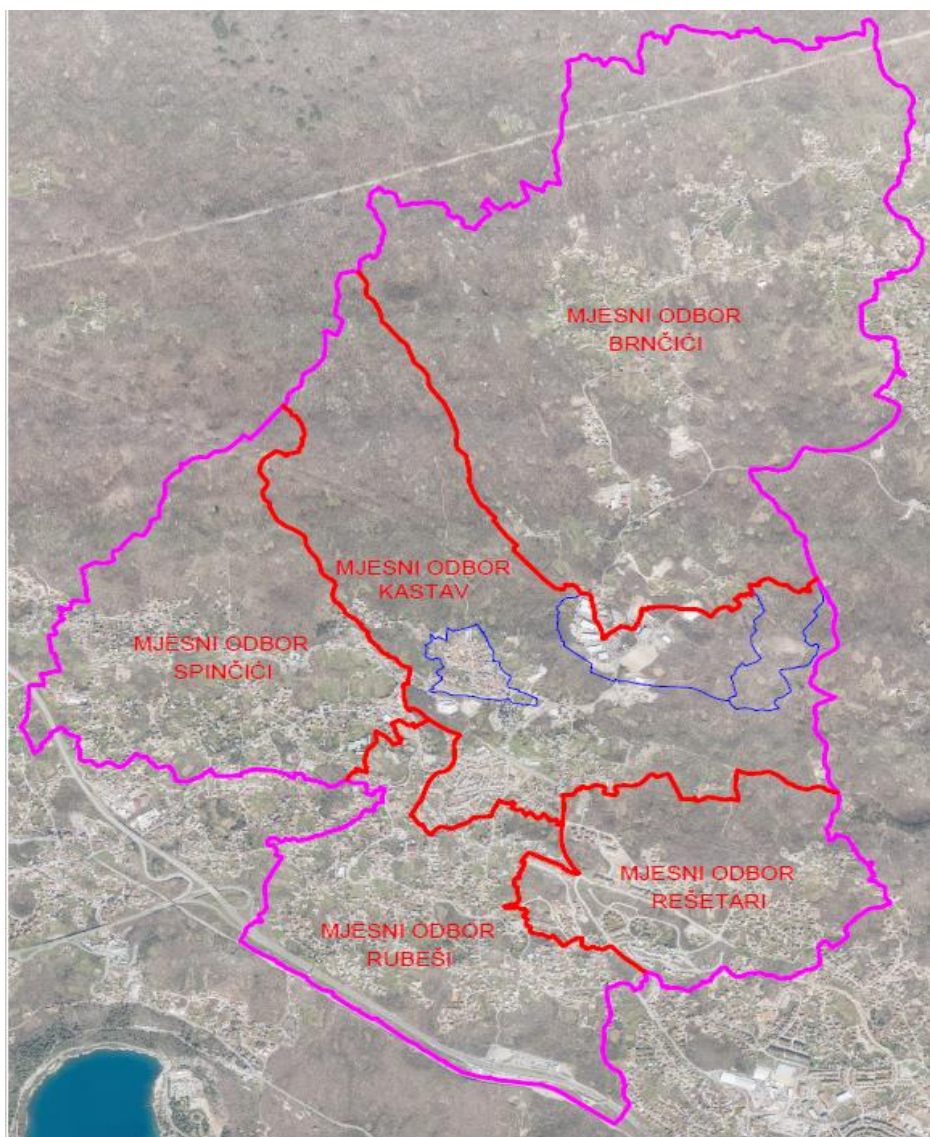 MJESNI ODBOR
BRNČIĆI
MJESNI ODBOR
KASTAV
MJESNI ODBOR
SPINČIĆI
MJESNI ODBOR
REŠETARI
MJESNI ODBOR
RUBEŠI